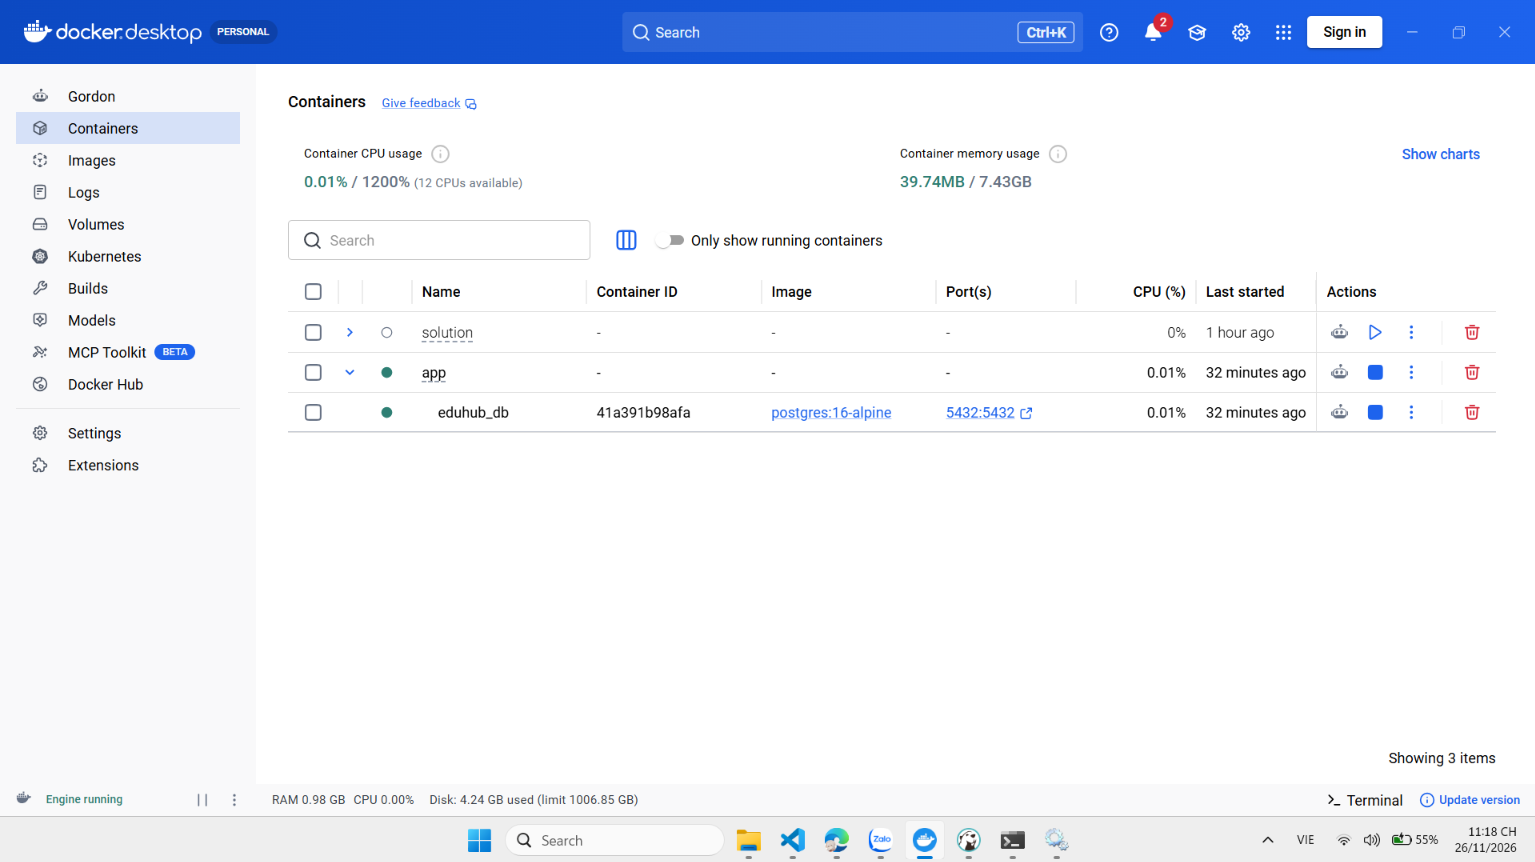 docker.desktop PERSONAL Search Ctrl+K 2 Sign in
Gordon
Containers
Images
Logs
Volumes
Kubernetes
Builds
Models
MCP Toolkit BETA
Docker Hub
Settings
Extensions
Containers Give feedback
Container CPU usage
0.01% / 1200% (12 CPUs available)
Container memory usage
39.74MB / 7.43GB
Show charts
Search
Only show running containers
Name Container ID Image Port(s) CPU (%) Last started Actions
solution - - - 0% 1 hour ago
app - - - 0.01% 32 minutes ago
eduhub_db 41a391b98afa postgres:16-alpine 5432:5432 0.01% 32 minutes ago
Showing 3 items
Engine running RAM 0.98 GB CPU 0.00% Disk: 4.24 GB used (limit 1006.85 GB) Terminal Update version
Search Zalo VIE 55% 11:18 CH
26/11/2026